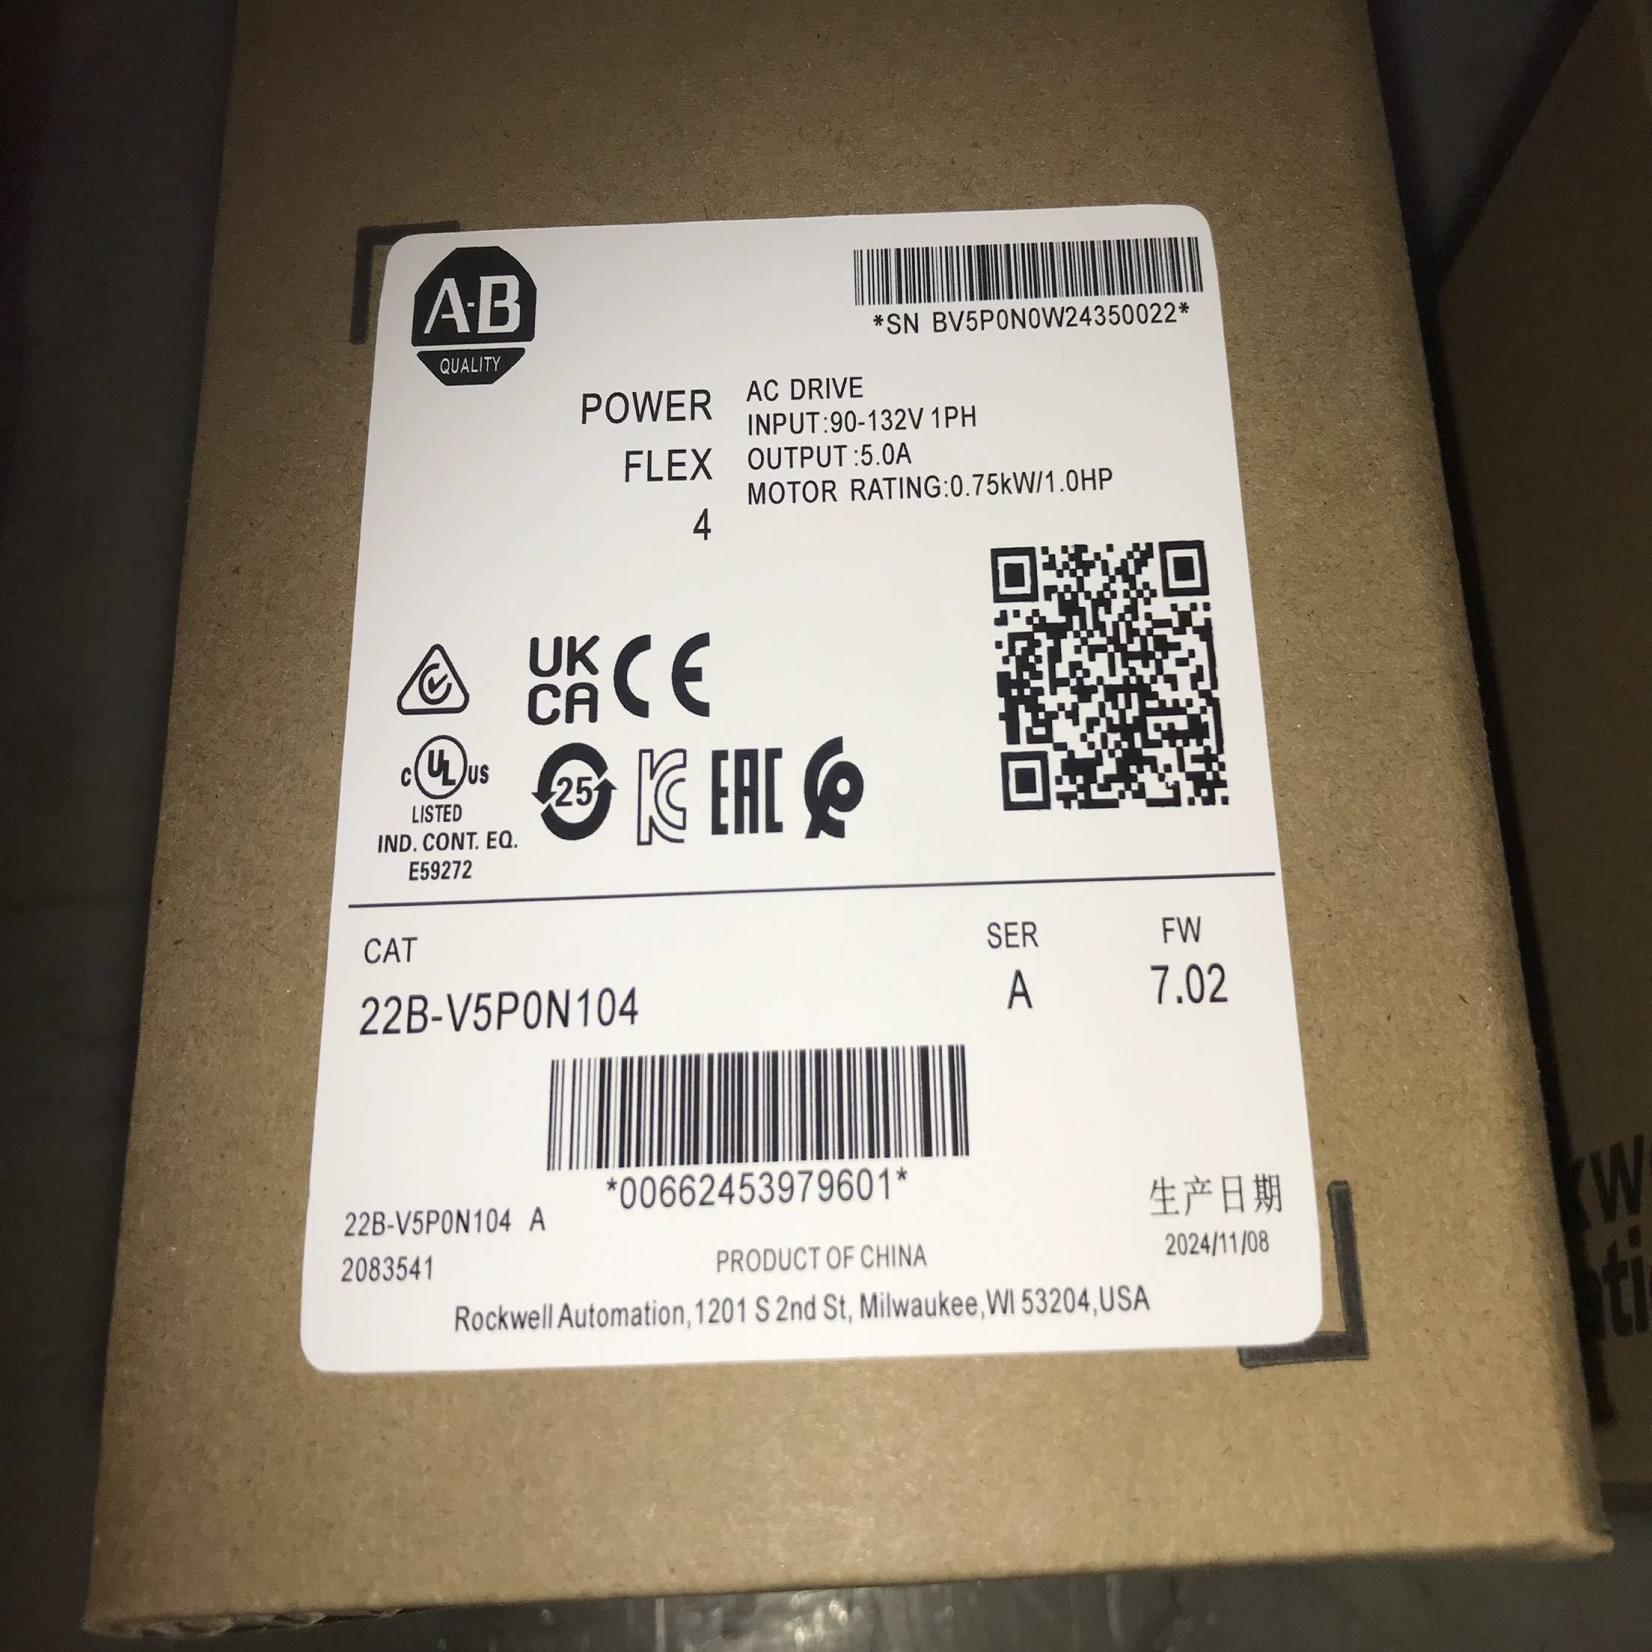 A-B
QUALITY
*SN BV5P0N0W24350022*
POWER
FLEX
4
AC DRIVE
INPUT:90-132V 1PH
OUTPUT:5.0A
MOTOR RATING:0.75kW/1.0HP
UK
CA
CE
C UL US
LISTED
IND. CONT. EQ.
E59272
25
KC
EAC
CAT
22B-V5P0N104
SER
A
FW
7.02
*00662453979601*
22B-V5P0N104 A
2083541
PRODUCT OF CHINA
生产日期
2024/11/08
Rockwell Automation,1201 S 2nd St, Milwaukee,WI 53204,USA